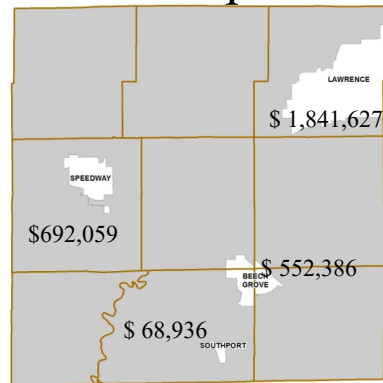 LAWRENCE
$ 1,841,627
SPEEDWAY
$692,059
$ 552,386
BEECH
GROVE
$ 68,936
SOUTHPORT